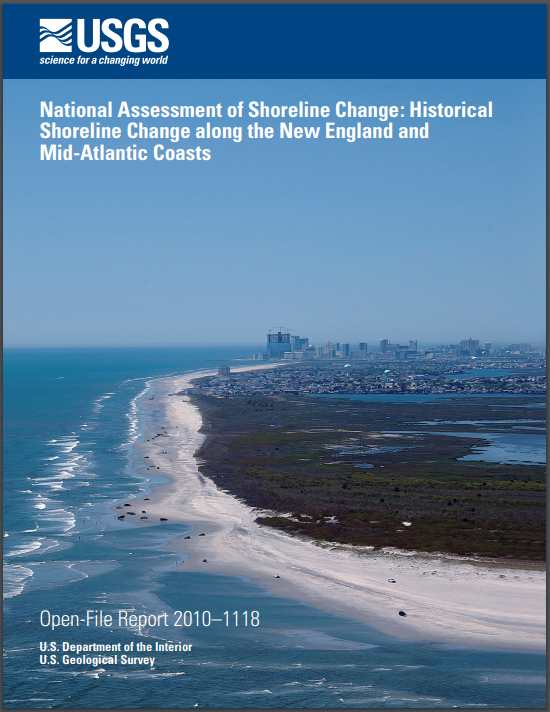 USGS
science for a changing world
National Assessment of Shoreline Change: Historical
Shoreline Change along the New England and
Mid-Atlantic Coasts
Open-File Report 2010–1118
U.S. Department of the Interior
U.S. Geological Survey